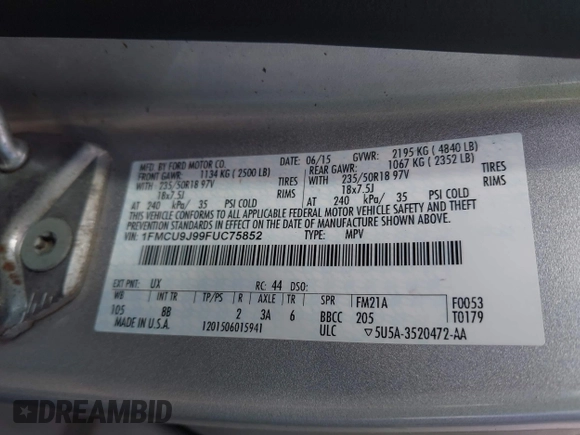 MFD. BY FORD MOTOR CO.
DATE: 06/15 GVWR: 2195 KG ( 4840 LB)
FRONT GAWR: 1134 KG ( 2500 LB)
REAR GAWR: 1067 KG ( 2352 LB)
WITH 235/50R18 97V TIRES
WITH 235/50R18 97V TIRES
18x7.5J RIMS
18x7.5J RIMS
AT 240 kPa/ 35 PSI COLD
AT 240 kPa/ 35 PSI COLD
THIS VEHICLE CONFORMS TO ALL APPLICABLE FEDERAL MOTOR VEHICLE SAFETY AND THEFT
PREVENTION STANDARDS IN EFFECT ON THE DATE OF MANUFACTURE SHOWN ABOVE.
VIN: 1FMCU9J99FUC75852
TYPE: MPV
EXT PNT: UX RC: 44 DSO:
WB TP/PS R AXLE TR SPR FM21A F0053
105 BB 2 3A 6 BBCC 205 T0179
MADE IN U.S.A. 1201506015941 ULC ▽5U5A-3520472-AA
DREAMBID